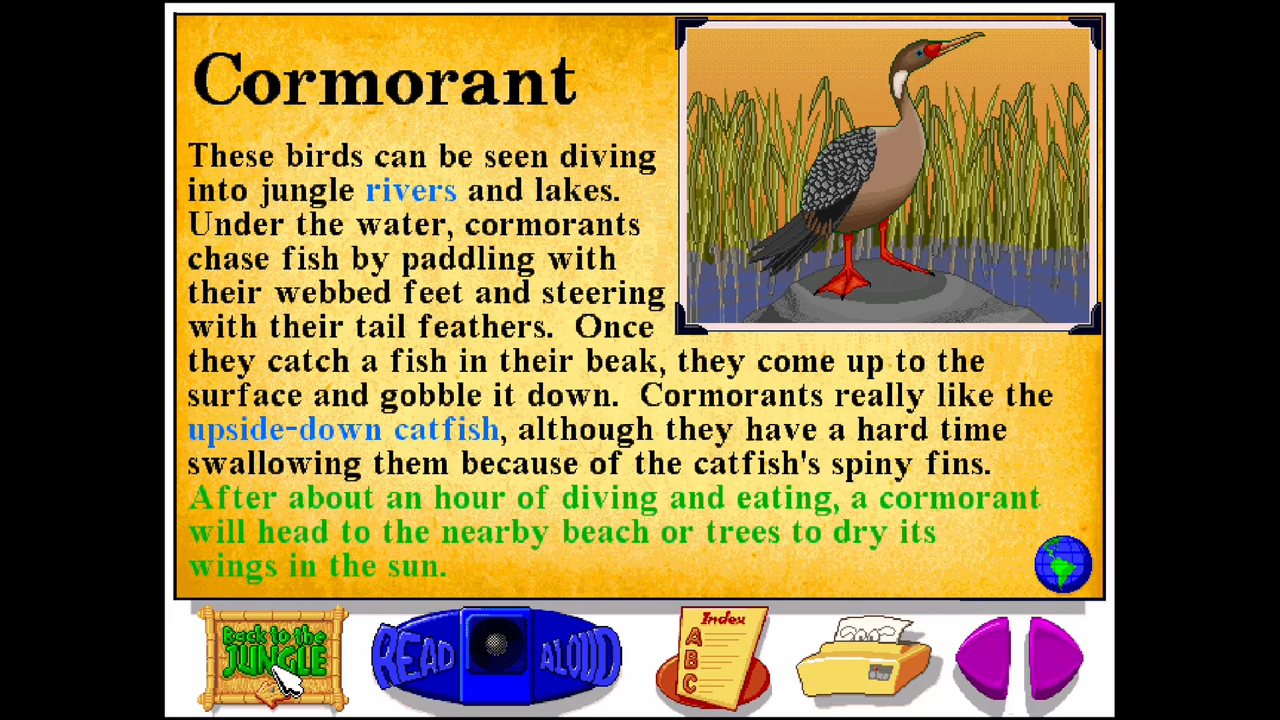 Cormorant
These birds can be seen diving
into jungle rivers and lakes.
Under the water, cormorants
chase fish by paddling with
their webbed feet and steering
with their tail feathers.  Once
they catch a fish in their beak, they come up to the
surface and gobble it down.  Cormorants really like the
upside-down catfish, although they have a hard time
swallowing them because of the catfish's spiny fins.
After about an hour of diving and eating, a cormorant
will head to the nearby beach or trees to dry its
wings in the sun.
Back to the
JUNGLE
READ ALOUD
Index
A
B
C